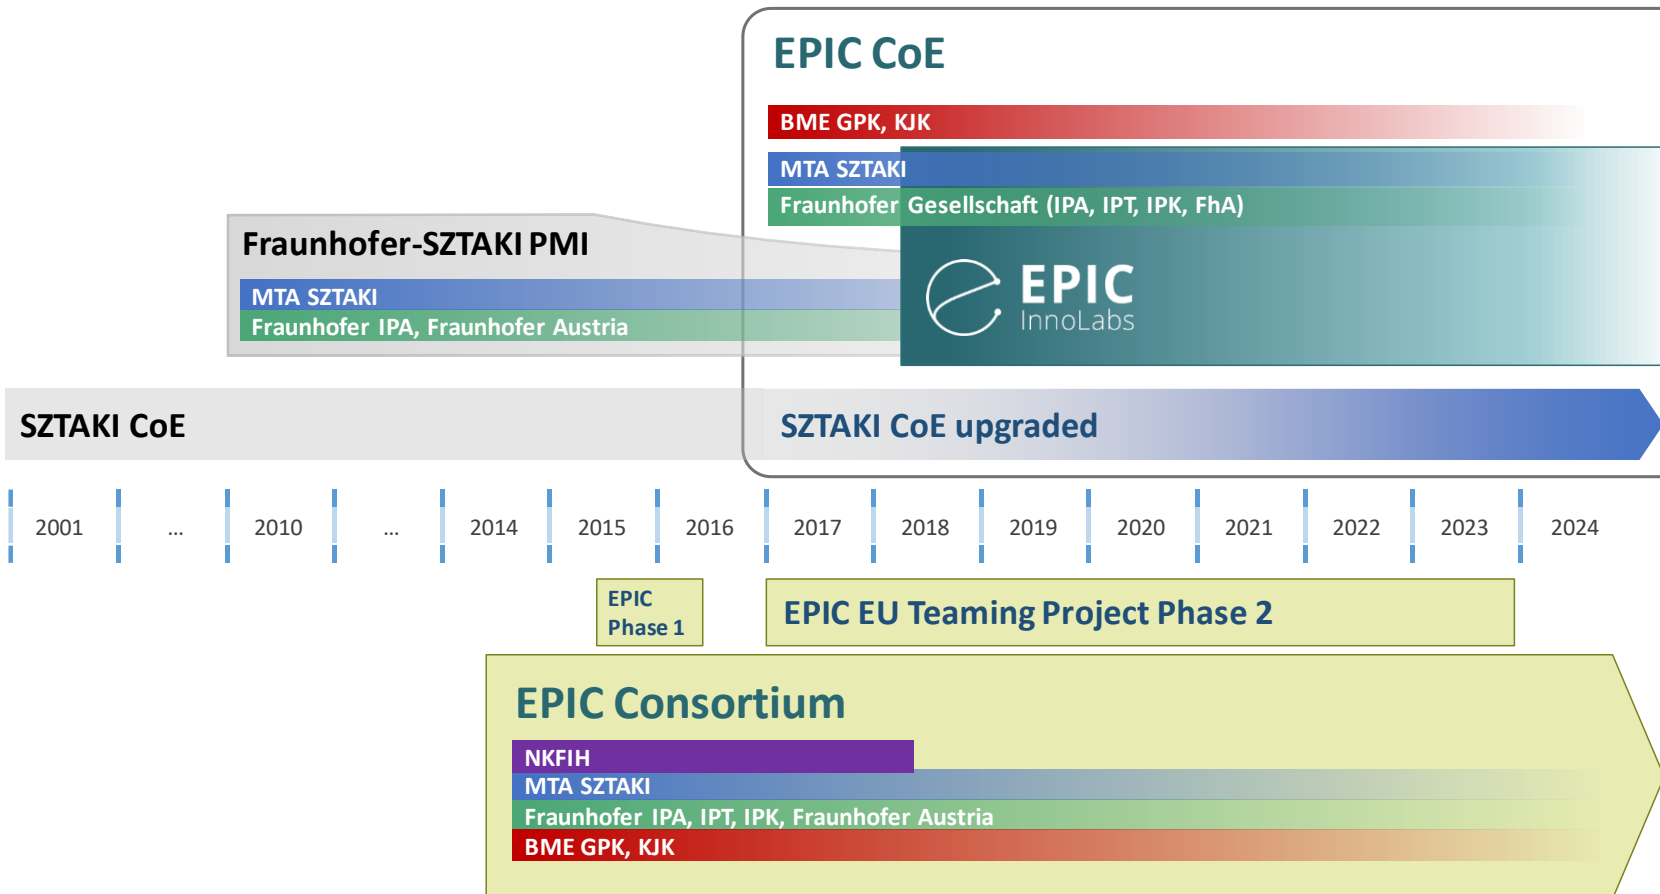 EPIC CoE
BME GPK, KJK
MTA SZTAKI
Fraunhofer Gesellschaft (IPA, IPT, IPK, FhA)
Fraunhofer-SZTAKI PMI
MTA SZTAKI
Fraunhofer IPA, Fraunhofer Austria
EPIC
InnoLabs
SZTAKI CoE
SZTAKI CoE upgraded
2001 ... 2010 ... 2014 2015 2016 2017 2018 2019 2020 2021 2022 2023 2024
EPIC
Phase 1
EPIC EU Teaming Project Phase 2
EPIC Consortium
NKFIH
MTA SZTAKI
Fraunhofer IPA, IPT, IPK, Fraunhofer Austria
BME GPK, KJK